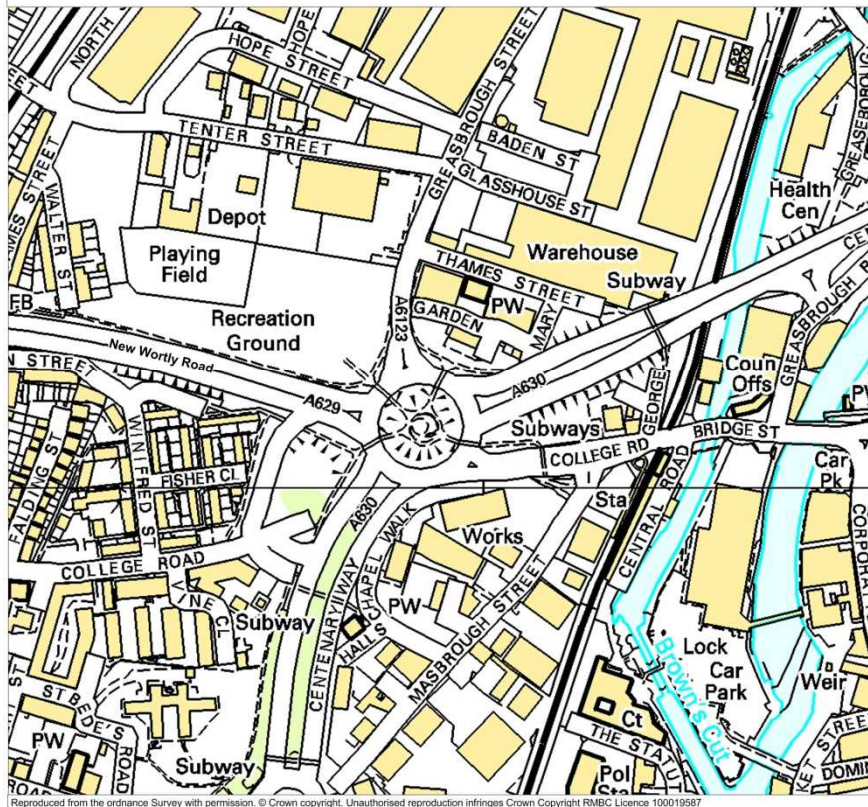 NORTH S
HOPE
HOPE STREET
GREASBROUGH STREET
TENTER STREET
BADEN ST
GLASSHOUSE ST
Health
Cen
Depot
WALTER ST
Playing
Field
Warehouse
THAMES STREET
Subway
PW
GARDEN
MARY
A6123
Recreation
Ground
FB
New Wortly Road
A630
Coun
Offs
GREASBROUGH R
N STREET
A629
GEORGE
Subways
COLLEGE RD
BRIDGE ST
WINIFRED ST
FISHER CL
FALDING ST
Car
Pk
Sta
A630
Works
CENTRAL ROAD
CORPOR
COLLEGE ROAD
CHAPEL WALK
PW
HALLS
MASBROUGH STREET
CENTENARY WAY
Subway
Lock
Car
Park
Weir
Brown's Cut
ST BEDE'S ROAD
PW
Subway
Ct
THE STATUT
Pol
Sta
KET STREE
DOMIN
ROAD
Reproduced from the ordnance Survey with permission. © Crown copyright. Unauthorised reproduction infringes Crown Copyright RMBC Licence 100019587